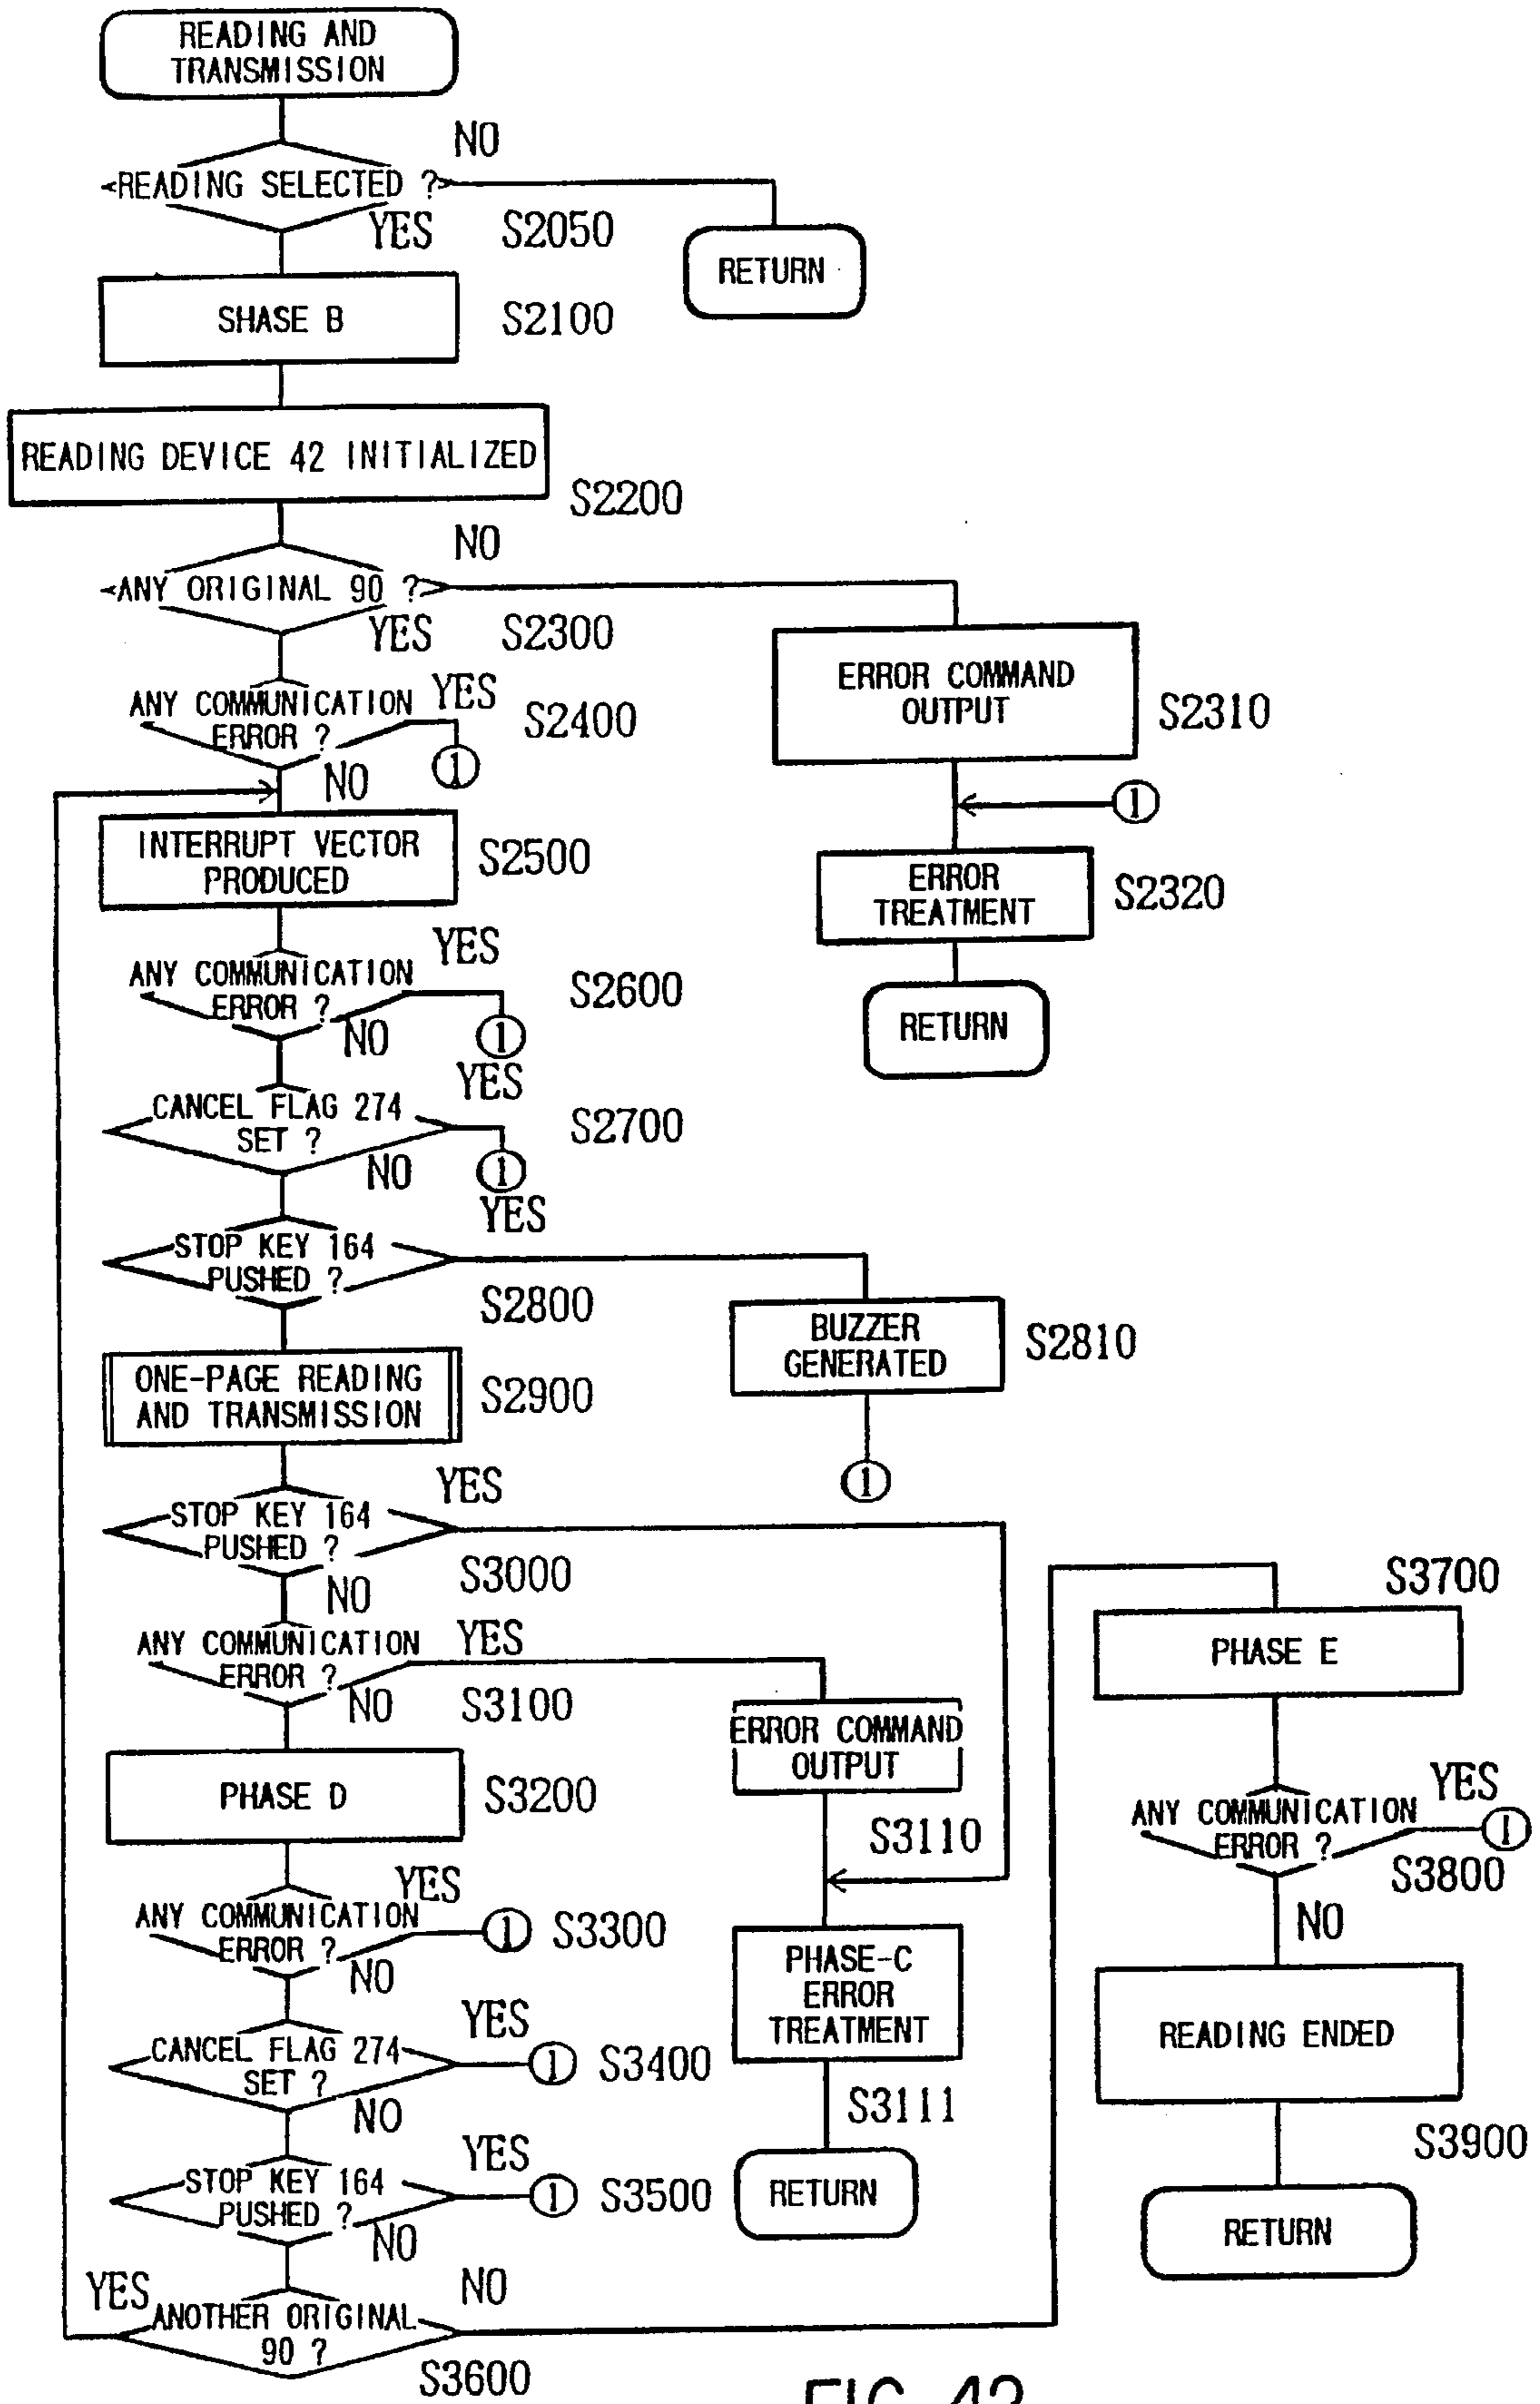 READING AND
TRANSMISSION
NO
READING SELECTED ?
YES
S2050
RETURN
SHASE B
S2100
READING DEVICE 42 INITIALIZED
S2200
NO
ANY ORIGINAL 90 ?
YES
S2300
ERROR COMMAND
OUTPUT
S2310
ANY COMMUNICATION
ERROR ?
YES
S2400
1
NO
1
INTERRUPT VECTOR
PRODUCED
S2500
ERROR
TREATMENT
S2320
RETURN
ANY COMMUNICATION
ERROR ?
YES
S2600
1
NO
CANCEL FLAG 274
SET ?
YES
S2700
1
NO
STOP KEY 164
PUSHED ?
YES
S2800
BUZZER
GENERATED
S2810
1
ONE-PAGE READING
AND TRANSMISSION
S2900
STOP KEY 164
PUSHED ?
YES
S3000
NO
ANY COMMUNICATION
ERROR ?
YES
S3100
NO
ERROR COMMAND
OUTPUT
S3110
PHASE D
S3200
ANY COMMUNICATION
ERROR ?
YES
1
S3300
NO
PHASE-C
ERROR
TREATMENT
S3111
RETURN
CANCEL FLAG 274
SET ?
YES
1
S3400
NO
STOP KEY 164
PUSHED ?
YES
1
S3500
NO
YES
ANOTHER ORIGINAL
90 ?
NO
S3600
S3700
PHASE E
ANY COMMUNICATION
ERROR ?
YES
1
S3800
NO
READING ENDED
S3900
RETURN